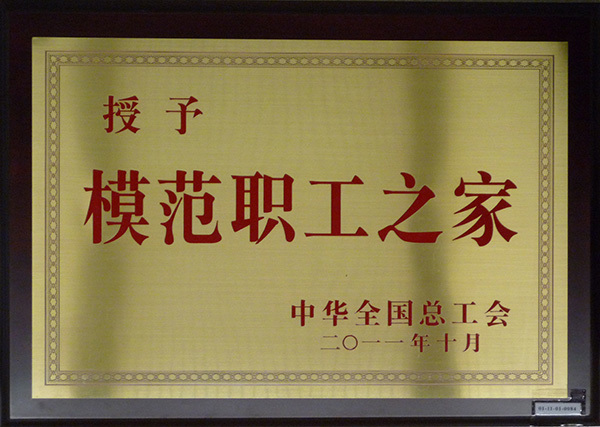 授予
模范职工之家
中华全国总工会
二〇一一年十月